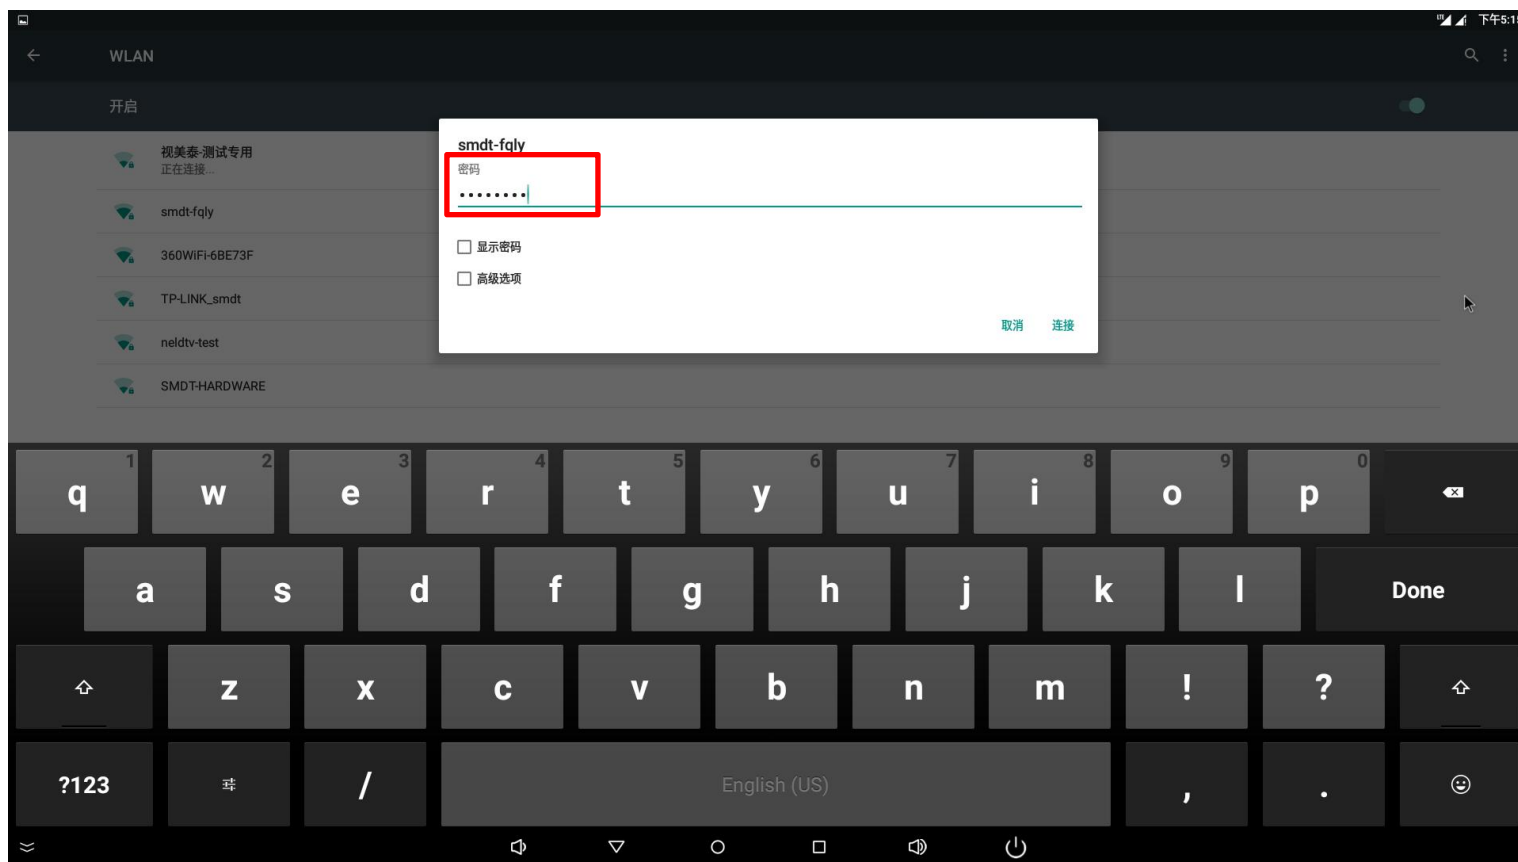 下午5:15
WLAN
开启
视美泰-测试专用
正在连接...
smdt-fqly
360WiFi-6BE73F
TP-LINK_smdt
neldtv-test
SMDT-HARDWARE
smdt-fqly
密码
••••••••
显示密码
高级选项
取消 连接
1 2 3 4 5 6 7 8 9 0
q w e r t y u i o p
a s d f g h j k l Done
z x c v b n m ! ?
?123 / English (US) , .